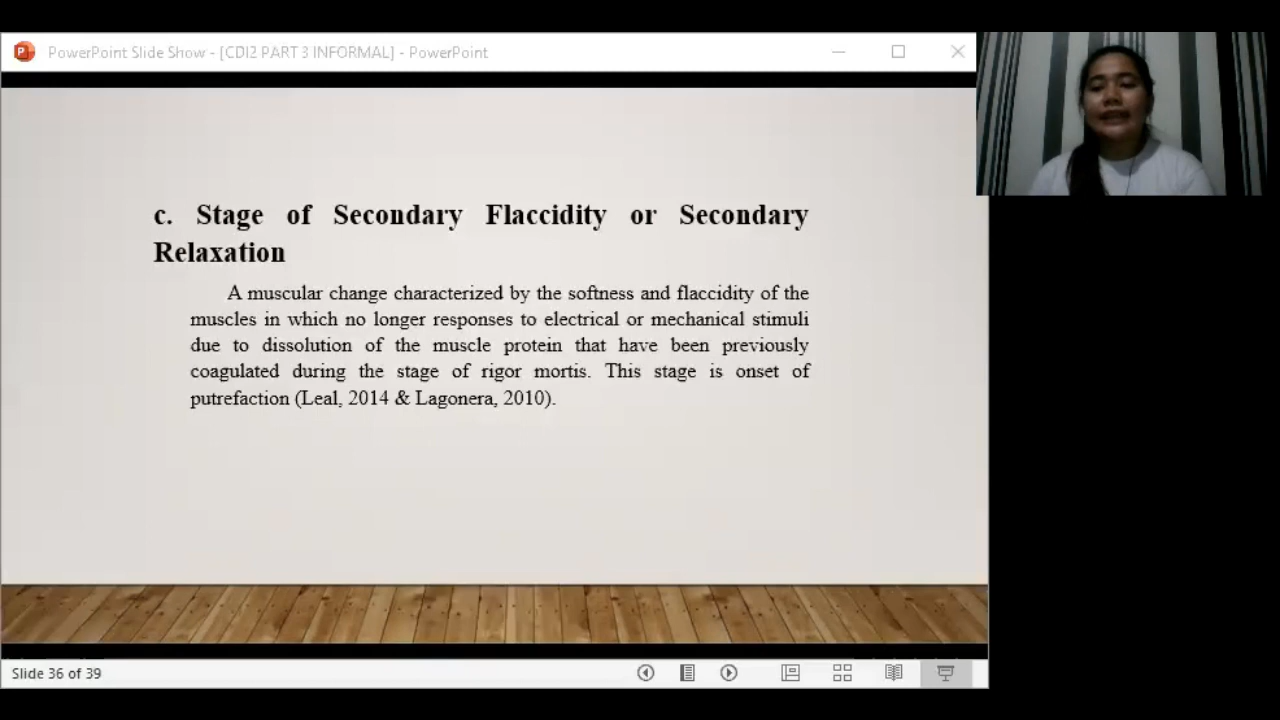 PowerPoint Slide Show - [CDI2 PART 3 INFORMAL] - PowerPoint
c. Stage of Secondary Flaccidity or Secondary
Relaxation
A muscular change characterized by the softness and flaccidity of the
muscles in which no longer responses to electrical or mechanical stimuli
due to dissolution of the muscle protein that have been previously
coagulated during the stage of rigor mortis. This stage is onset of
putrefaction (Leal, 2014 & Lagonera, 2010).
Slide 36 of 39